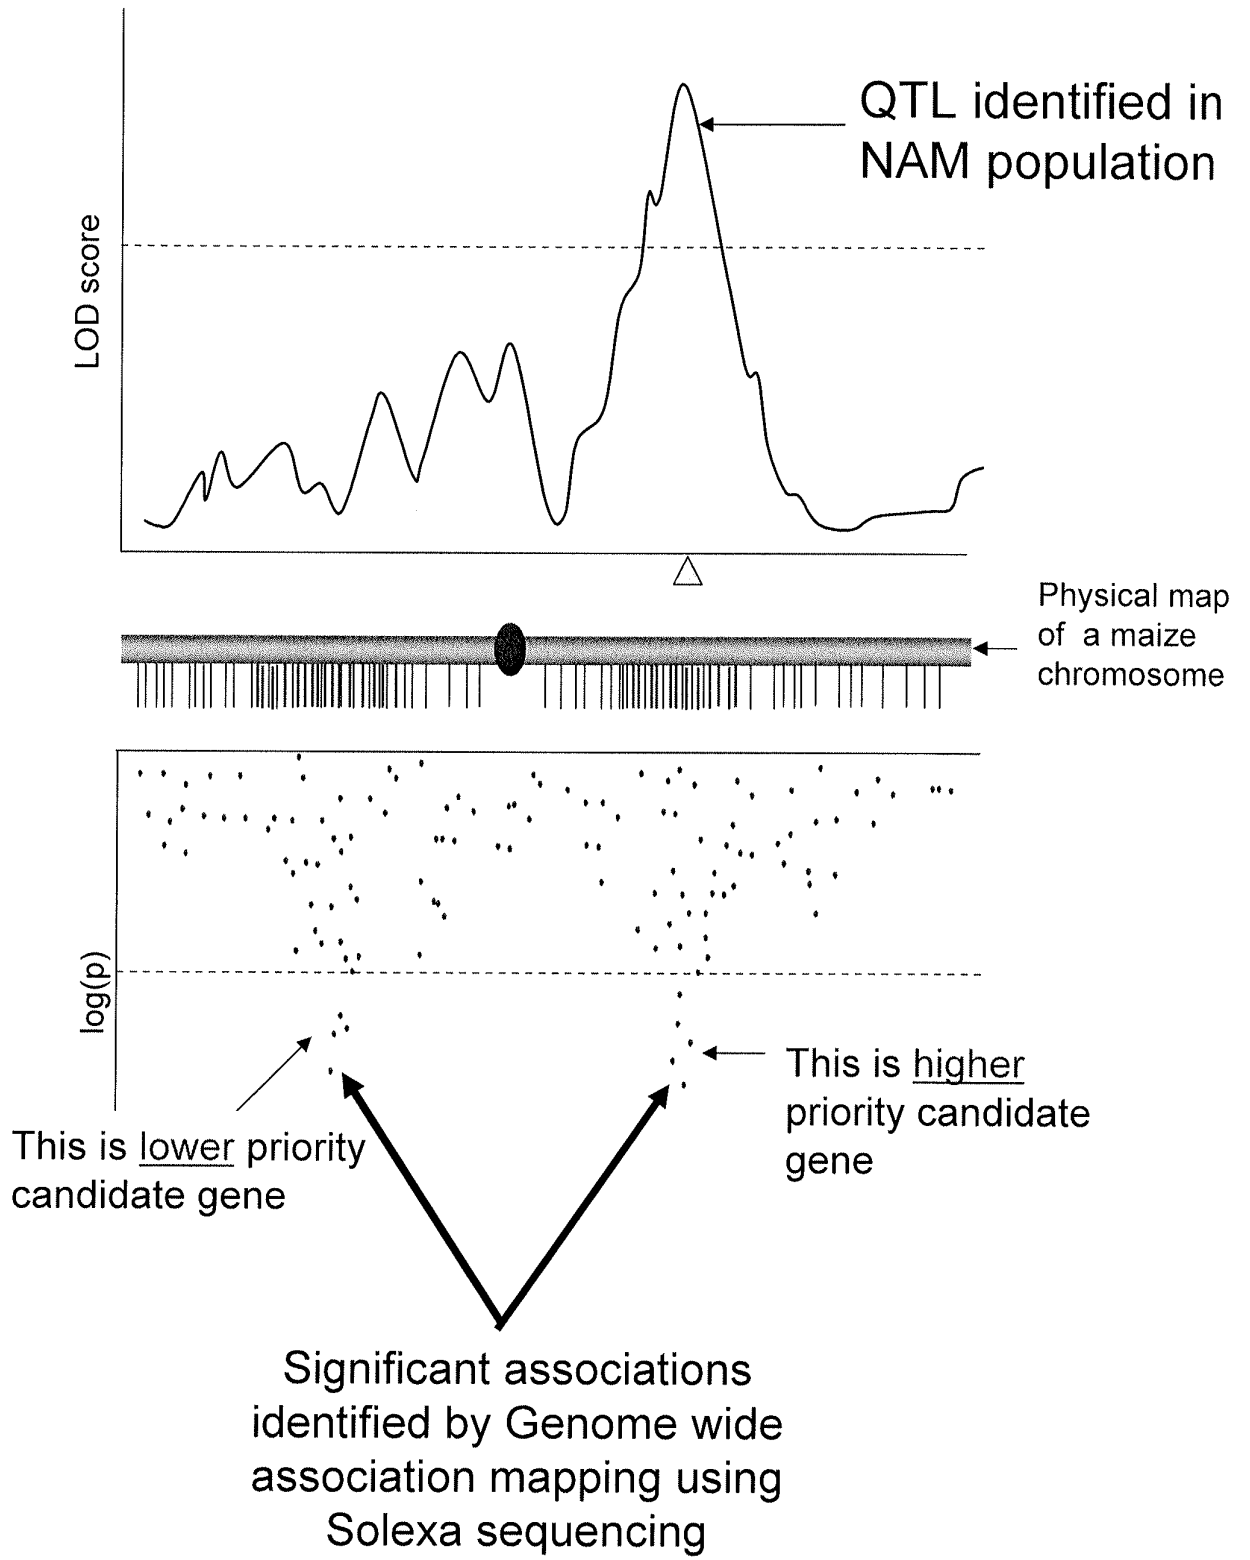 QTL identified in
NAM population
LOD score
Physical map
of a maize
chromosome
log(p)
This is higher
priority candidate
gene
This is lower priority
candidate gene
Significant associations
identified by Genome wide
association mapping using
Solexa sequencing